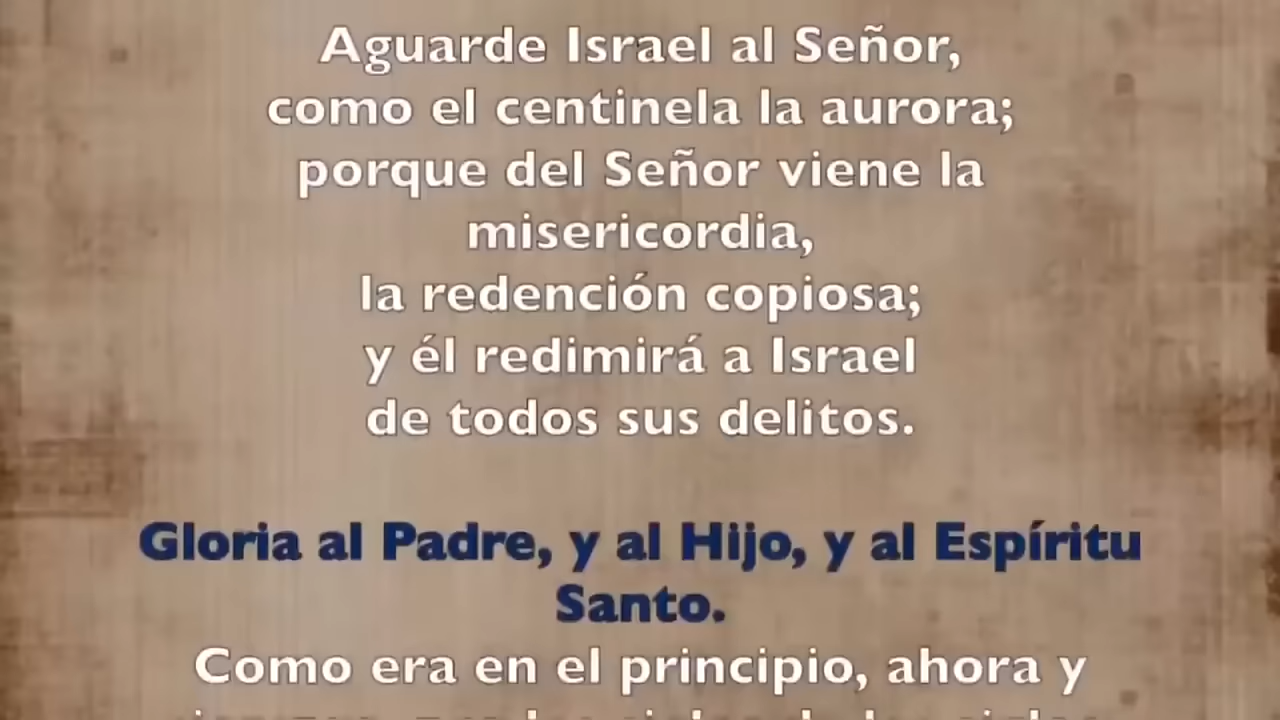 Aguarde Israel al Señor,
como el centinela la aurora;
porque del Señor viene la
misericordia,
la redención copiosa;
y él redimirá a Israel
de todos sus delitos.
Gloria al Padre, y al Hijo, y al Espíritu
Santo.
Como era en el principio, ahora y